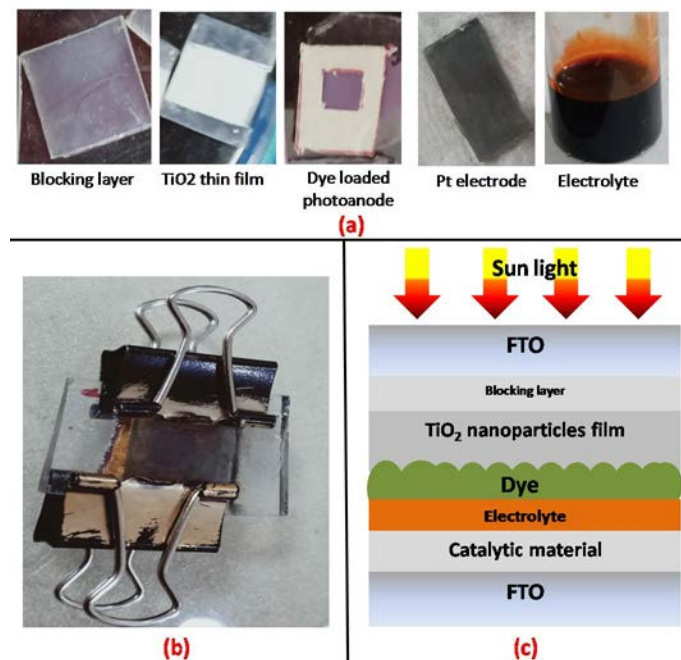 Blocking layer
TiO2 thin film
Dye loaded
photoanode
Pt electrode
Electrolyte
(a)
(b)
Sun light
FTO
Blocking layer
TiO₂ nanoparticles film
Dye
Electrolyte
Catalytic material
FTO
(c)